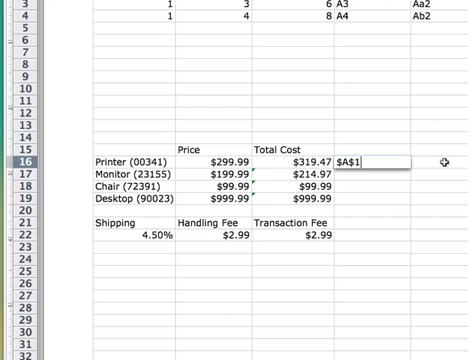 3 1 3 6 A3 Aa2
4 1 4 8 A4 Ab2
5
6
7
8
9
10
11
12
13
14
15 Price Total Cost
16 Printer (00341) $299.99 $319.47 $A$1
17 Monitor (23155) $199.99 $214.97
18 Chair (72391) $99.99 $99.99
19 Desktop (90023) $999.99 $999.99
20
21 Shipping Handling Fee Transaction Fee
22 4.50% $2.99 $2.99
23
24
25
26
27
28
29
30
31
32